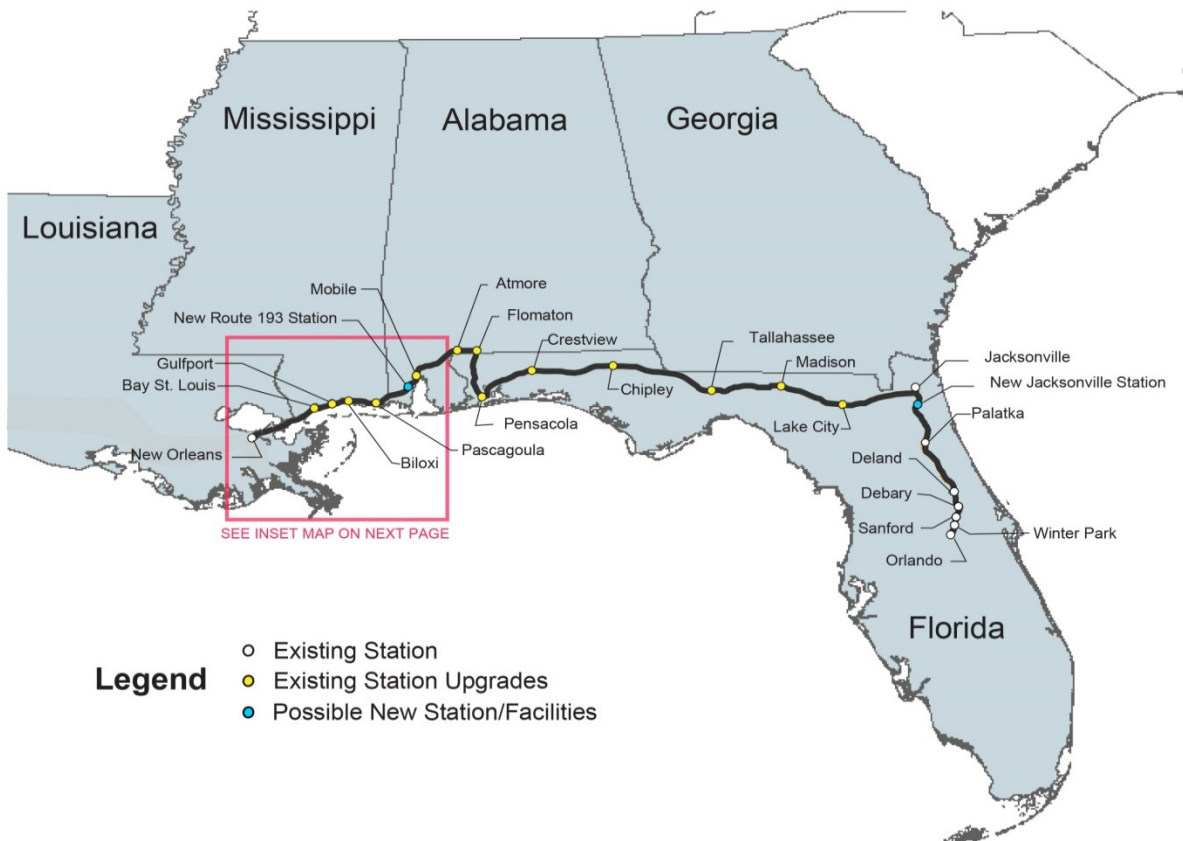 Mississippi
Alabama
Georgia
Louisiana
Mobile
Atmore
New Route 193 Station
Flomaton
Crestview
Tallahassee
Gulfport
Madison
Jacksonville
Bay St. Louis
Chipley
New Jacksonville Station
Pensacola
Lake City
Palatka
New Orleans
Biloxi
Pascagoula
Deland
Debary
Sanford
Winter Park
SEE INSET MAP ON NEXT PAGE
Orlando
Florida
Legend
Existing Station
Existing Station Upgrades
Possible New Station/Facilities